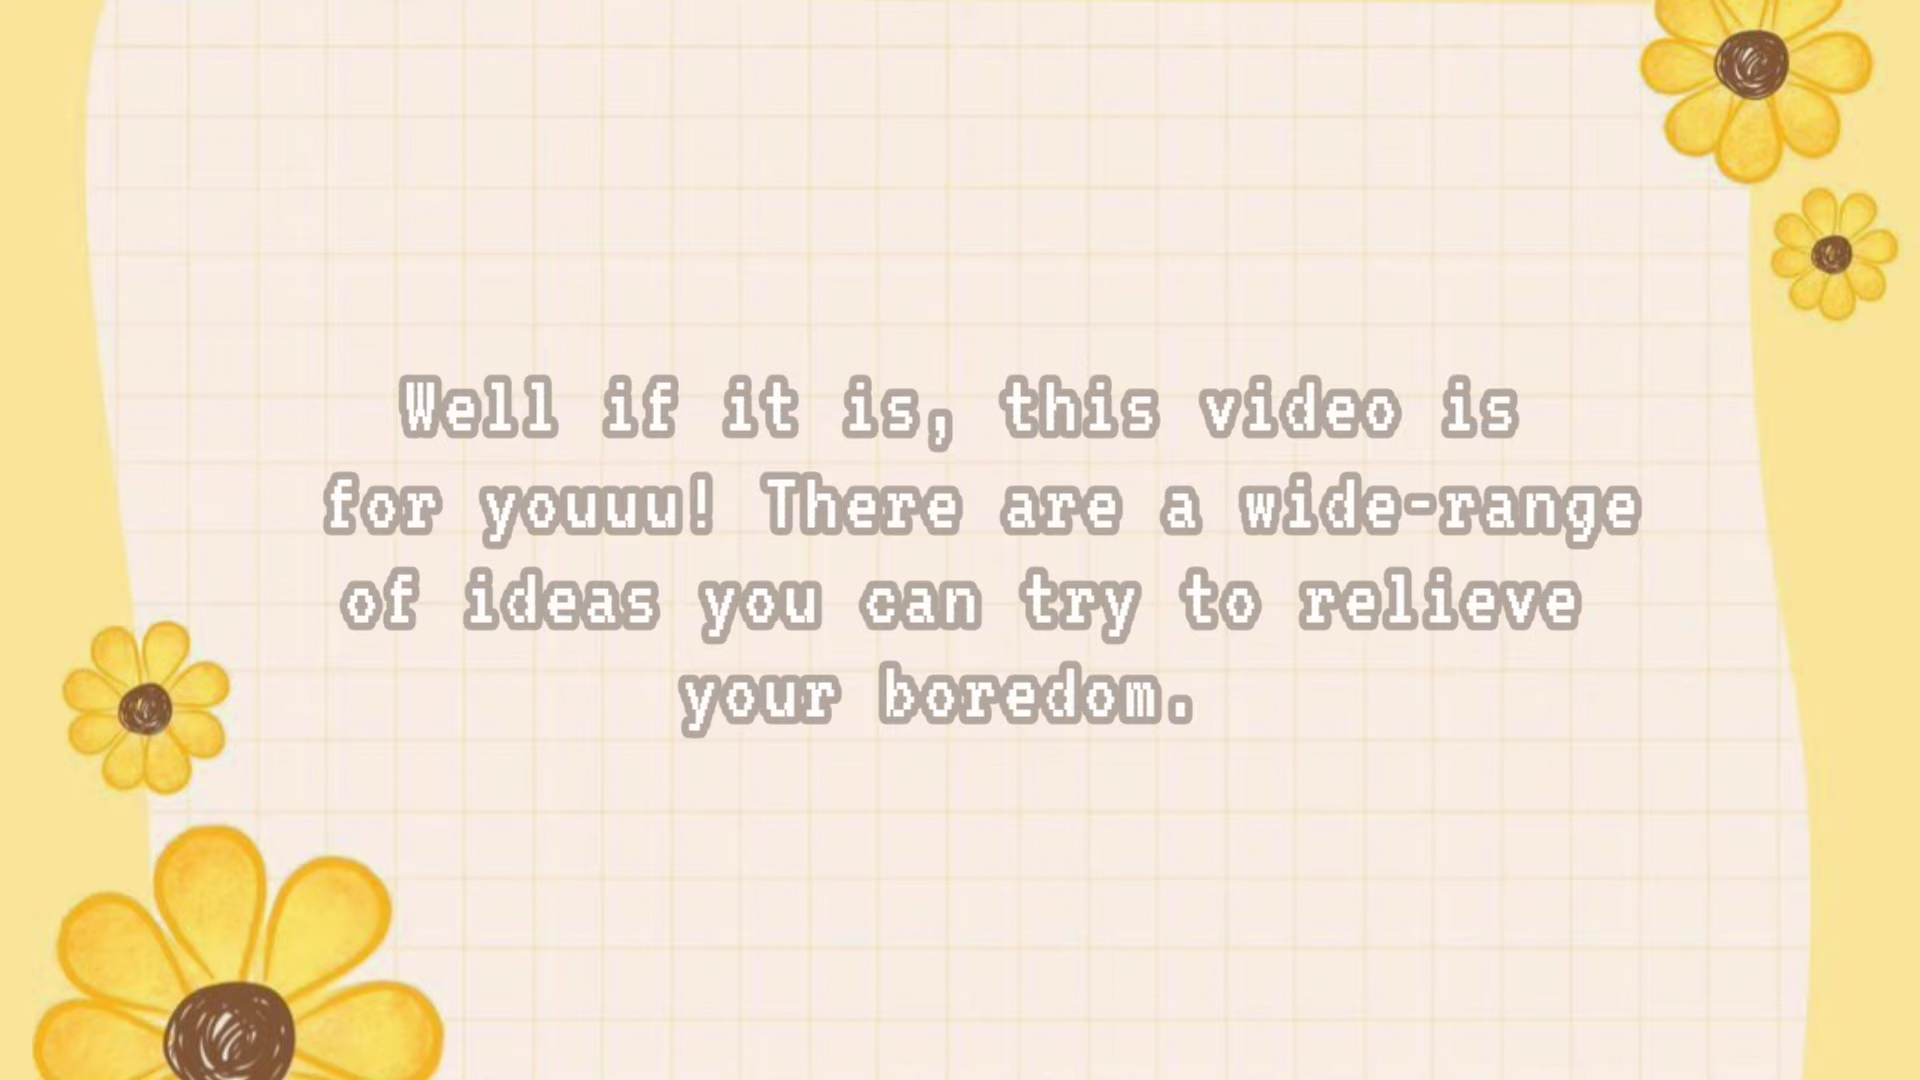 Well if it is, this video is
for youuu! There are a wide-range
of ideas you can try to relieve
your boredom.